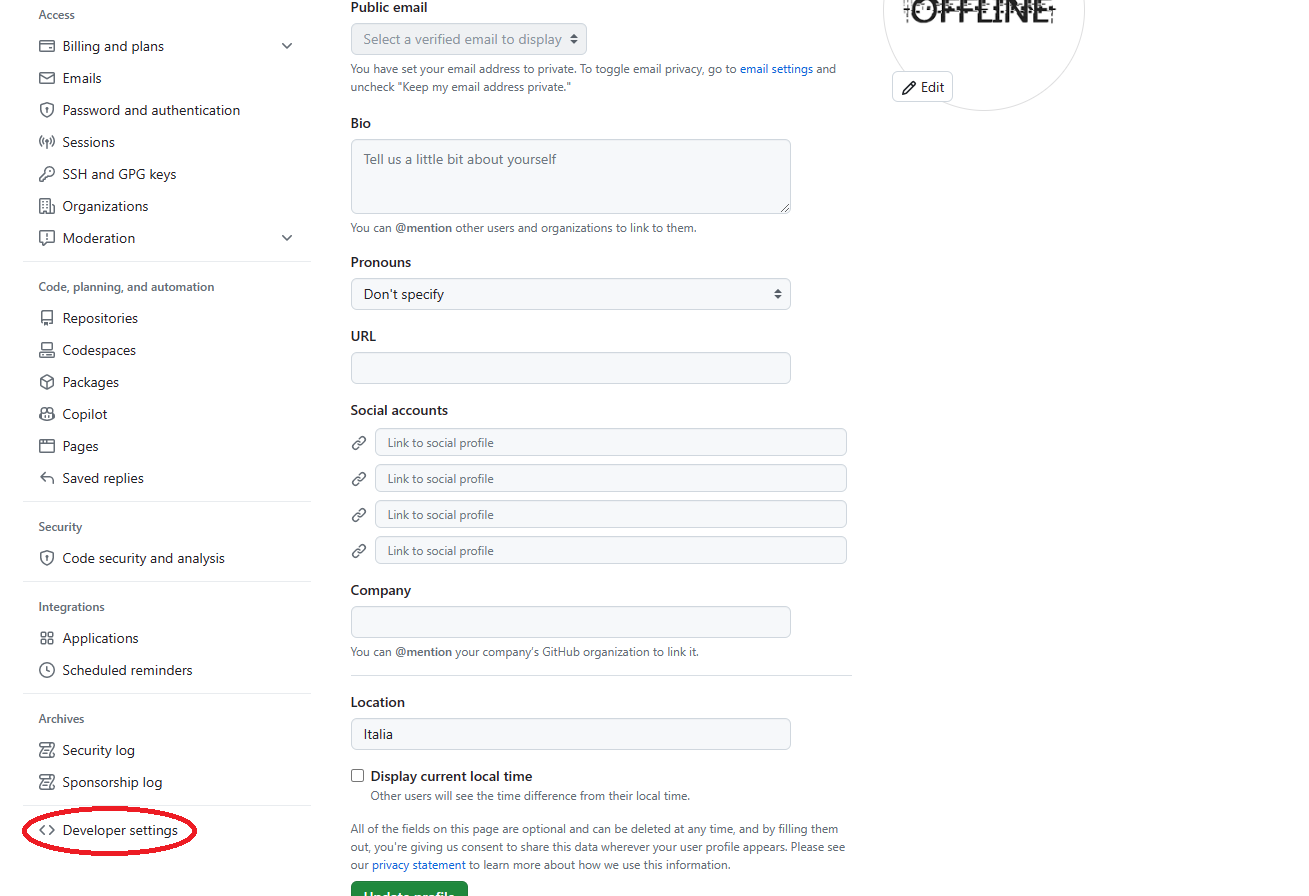 Access
Billing and plans
Emails
Password and authentication
Sessions
SSH and GPG keys
Organizations
Moderation
Code, planning, and automation
Repositories
Codespaces
Packages
Copilot
Pages
Saved replies
Security
Code security and analysis
Integrations
Applications
Scheduled reminders
Archives
Security log
Sponsorship log
Developer settings
Public email
Select a verified email to display
You have set your email address to private. To toggle email privacy, go to email settings and
uncheck "Keep my email address private."
Bio
Tell us a little bit about yourself
You can @mention other users and organizations to link to them.
Pronouns
Don't specify
URL
Social accounts
Link to social profile
Link to social profile
Link to social profile
Link to social profile
Company
You can @mention your company's GitHub organization to link it.
Location
Italia
Display current local time
Other users will see the time difference from their local time.
All of the fields on this page are optional and can be deleted at any time, and by filling them
out, you're giving us consent to share this data wherever your user profile appears. Please see
our privacy statement to learn more about how we use this information.
Update profile
OFFLINE
Edit